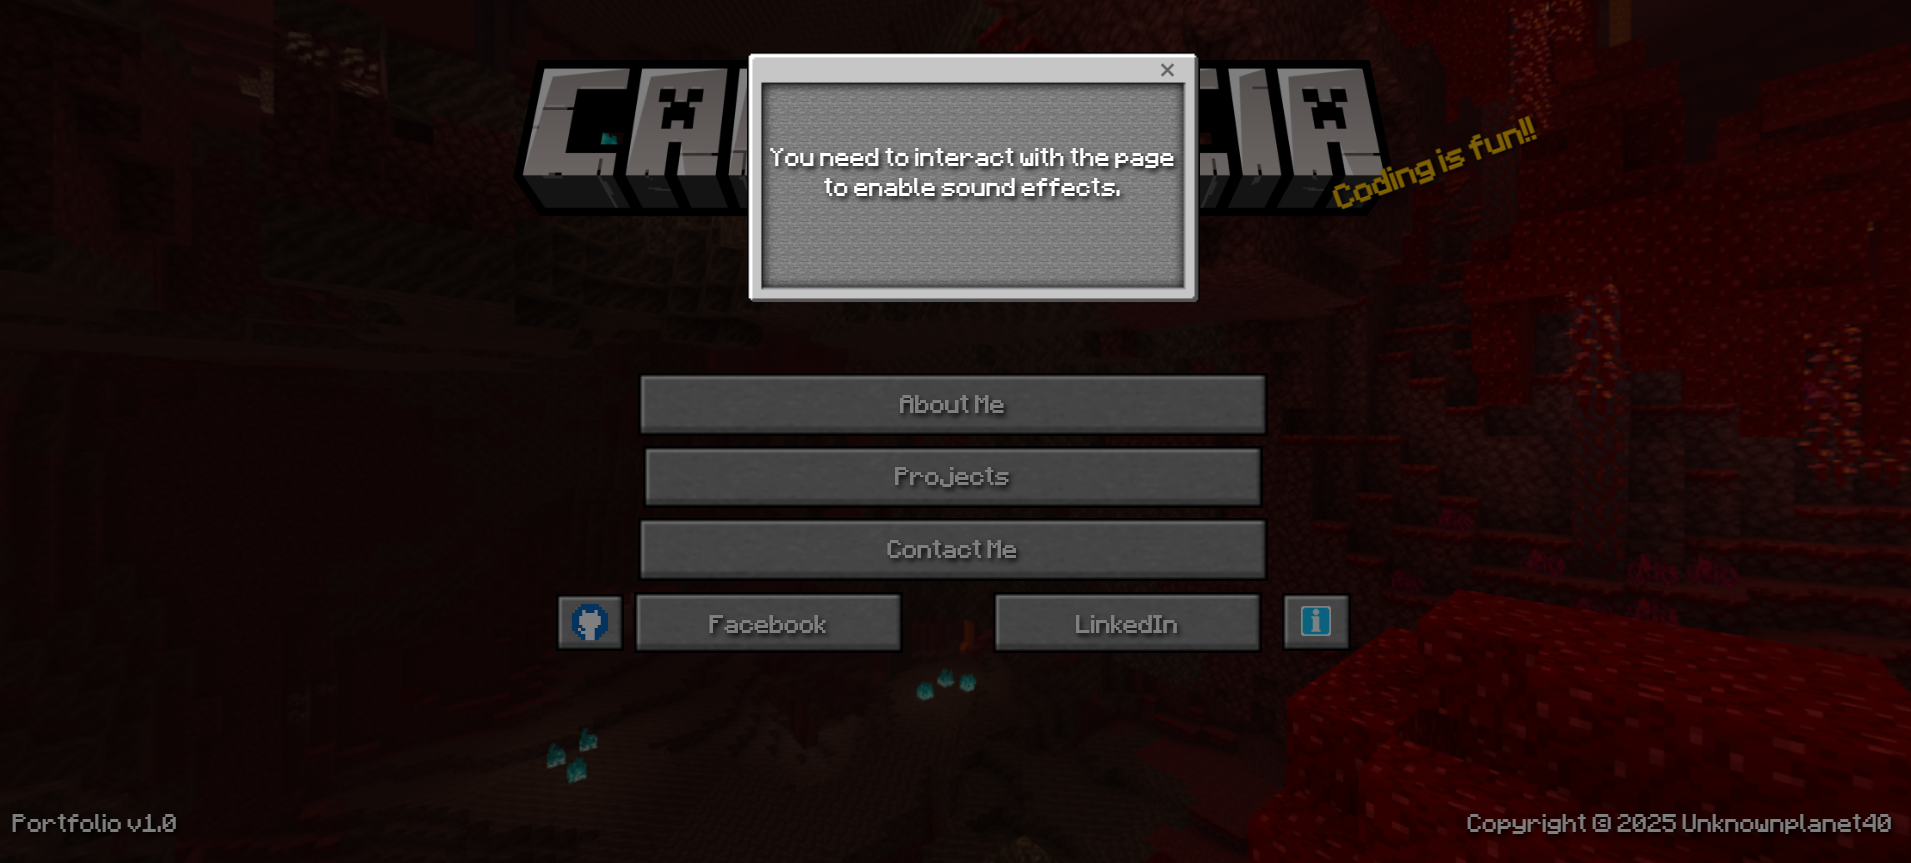 You need to interact with the page
to enable sound effects.
Coding is fun!!
About Me
Projects
Contact Me
Facebook
LinkedIn
Portfolio v1.0
Copyright © 2025 Unknownplanet40